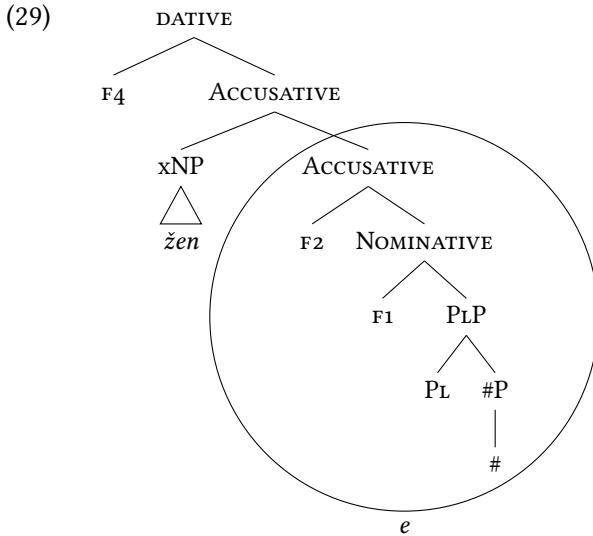 (29)
DATIVE
F4 ACCUSATIVE
xNP ACCUSATIVE
žen F2 NOMINATIVE
F1 PLP
PL #P
#
e